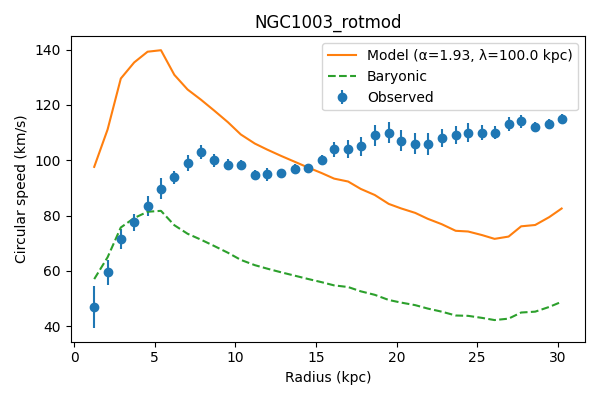 NGC1003_rotmod
Circular speed (km/s)
140
120
100
80
60
40
Model (α=1.93, λ=100.0 kpc)
Baryonic
Observed
0
5
10
15
20
25
30
Radius (kpc)